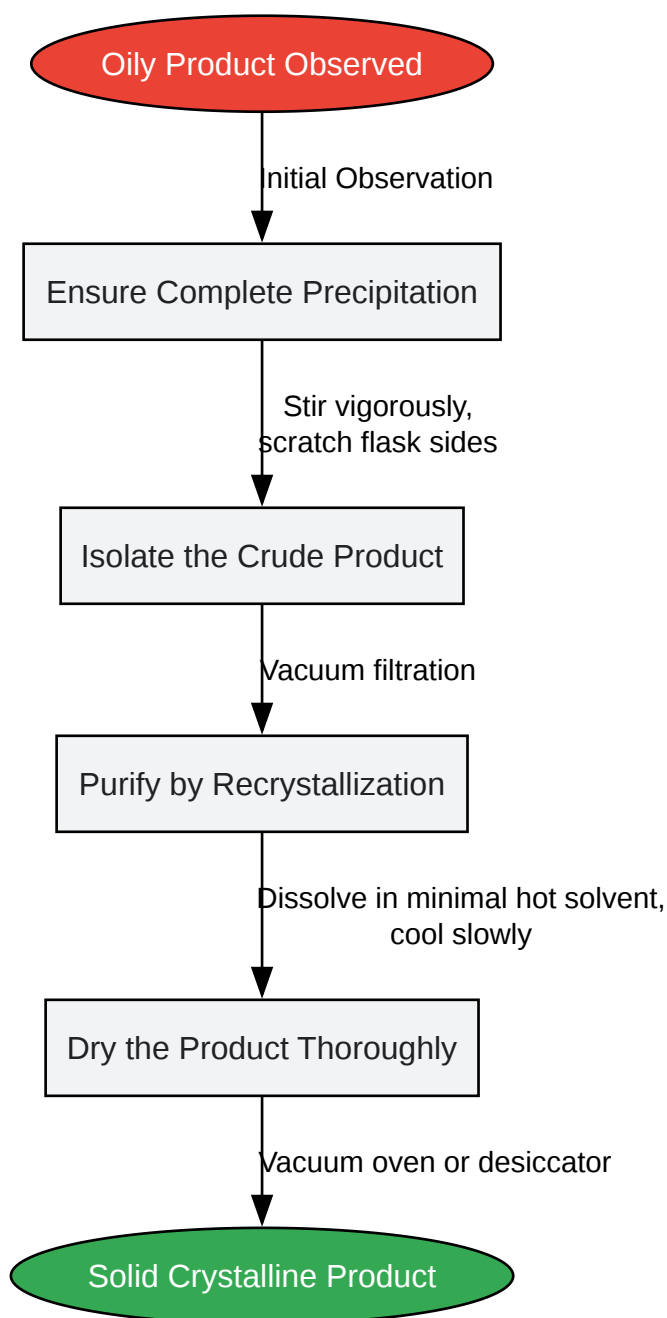 Oily Product Observed
Initial Observation
Ensure Complete Precipitation
Stir vigorously,
scratch flask sides
Isolate the Crude Product
Vacuum filtration
Purify by Recrystallization
Dissolve in minimal hot solvent,
cool slowly
Dry the Product Thoroughly
Vacuum oven or desiccator
Solid Crystalline Product